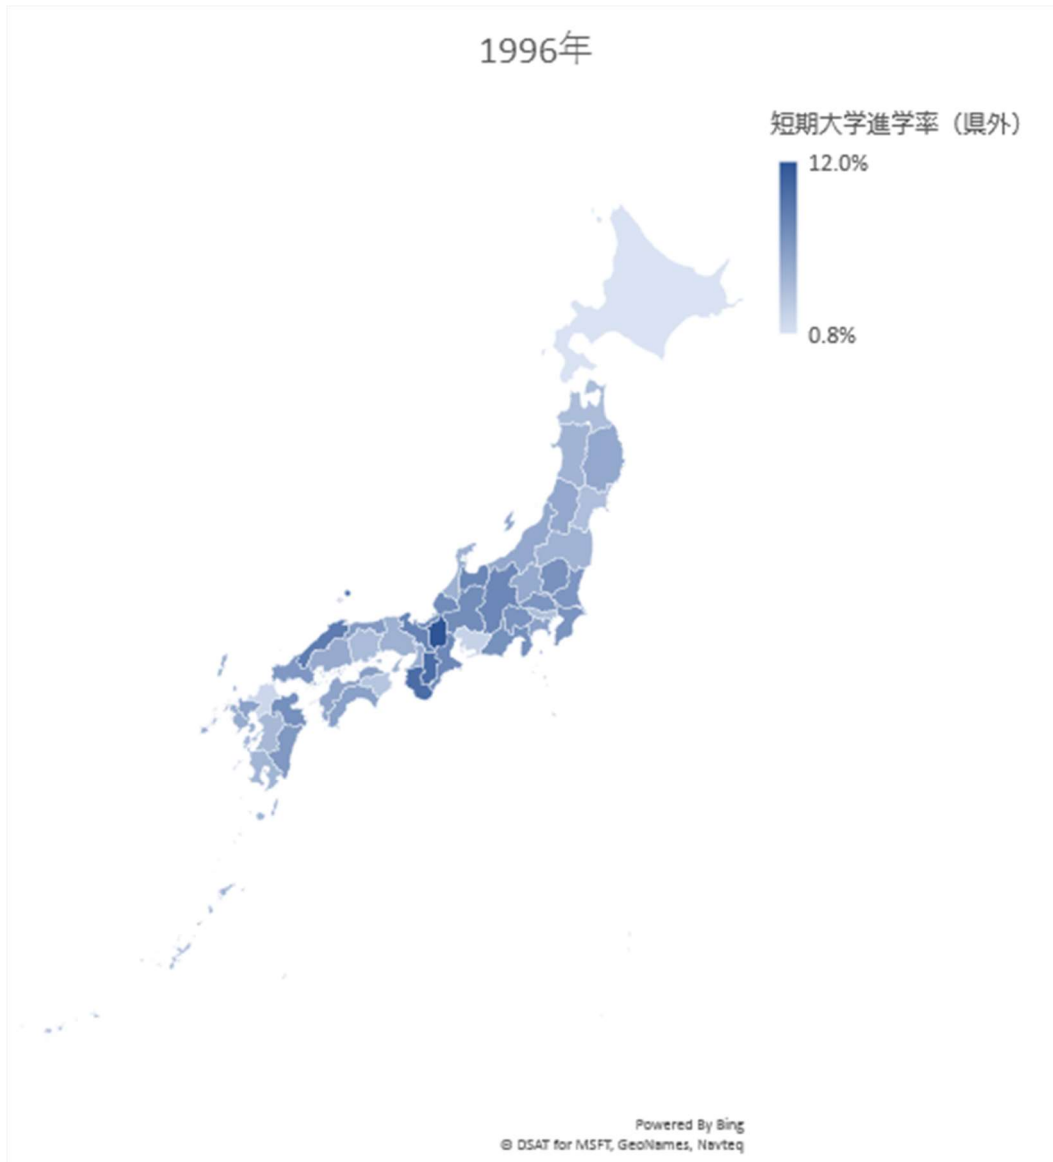 1996年
短期大学進学率（県外）
12.0%
0.8%
Powered By Bing
© DSAT for MSFT, GeoNames, Navteq